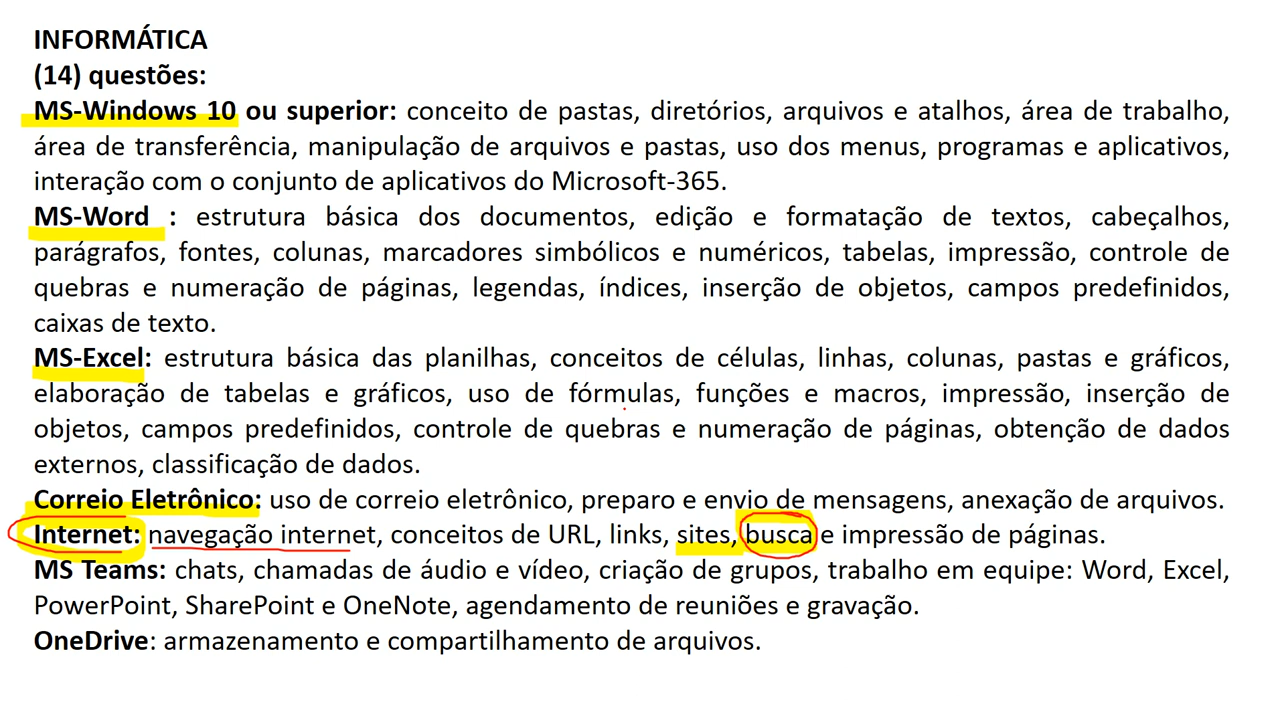 INFORMÁTICA
(14) questões:
MS-Windows 10 ou superior: conceito de pastas, diretórios, arquivos e atalhos, área de trabalho,
área de transferência, manipulação de arquivos e pastas, uso dos menus, programas e aplicativos,
interação com o conjunto de aplicativos do Microsoft-365.
MS-Word : estrutura básica dos documentos, edição e formatação de textos, cabeçalhos,
parágrafos, fontes, colunas, marcadores simbólicos e numéricos, tabelas, impressão, controle de
quebras e numeração de páginas, legendas, índices, inserção de objetos, campos predefinidos,
caixas de texto.
MS-Excel: estrutura básica das planilhas, conceitos de células, linhas, colunas, pastas e gráficos,
elaboração de tabelas e gráficos, uso de fórmulas, funções e macros, impressão, inserção de
objetos, campos predefinidos, controle de quebras e numeração de páginas, obtenção de dados
externos, classificação de dados.
Correio Eletrônico: uso de correio eletrônico, preparo e envio de mensagens, anexação de arquivos.
Internet: navegação internet, conceitos de URL, links, sites, busca e impressão de páginas.
MS Teams: chats, chamadas de áudio e vídeo, criação de grupos, trabalho em equipe: Word, Excel,
PowerPoint, SharePoint e OneNote, agendamento de reuniões e gravação.
OneDrive: armazenamento e compartilhamento de arquivos.